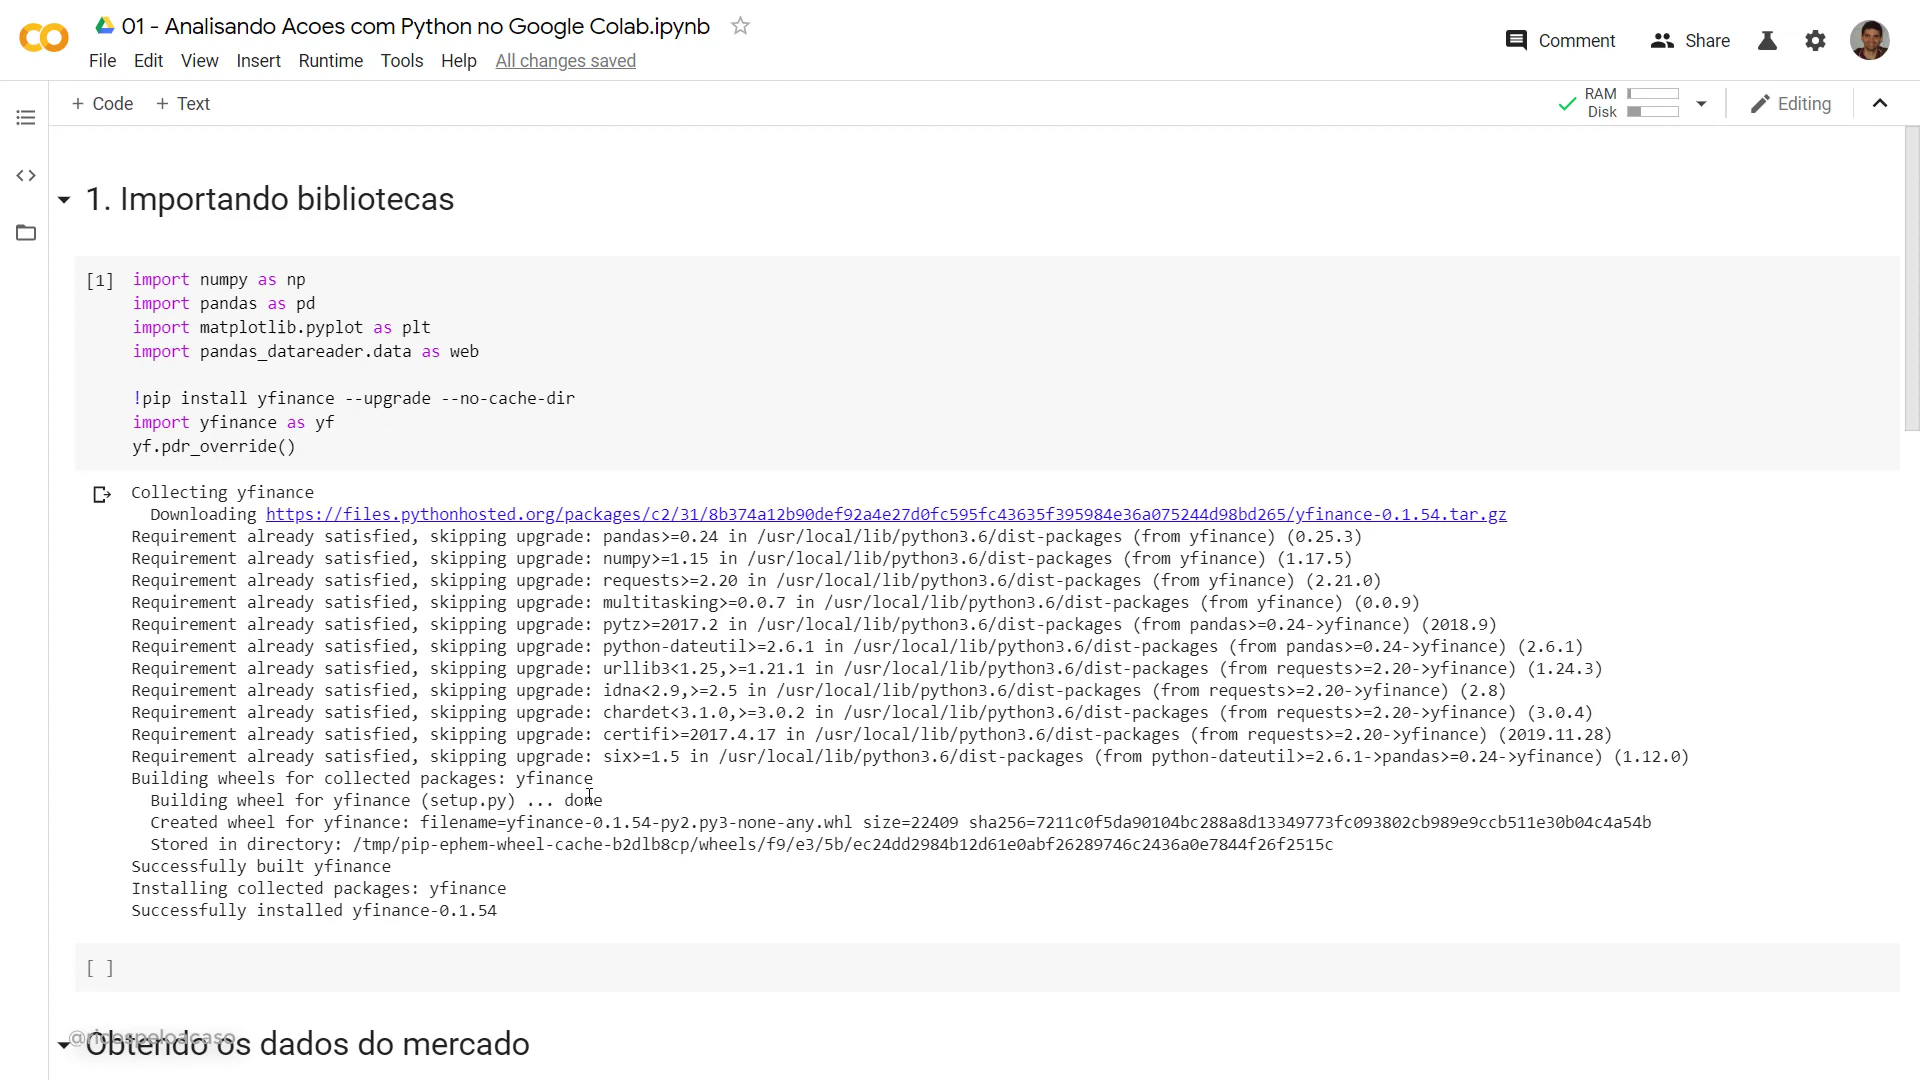 01 - Analisando Acoes com Python no Google Colab.ipynb
File Edit View Insert Runtime Tools Help All changes saved
Comment Share
+ Code + Text
RAM
Disk
Editing
1. Importando bibliotecas
[1] import numpy as np
import pandas as pd
import matplotlib.pyplot as plt
import pandas_datareader.data as web
!pip install yfinance --upgrade --no-cache-dir
import yfinance as yf
yf.pdr_override()
Collecting yfinance
Downloading https://files.pythonhosted.org/packages/c2/31/8b374a12b90def92a4e27d0fc595fc43635f395984e36a075244d98bd265/yfinance-0.1.54.tar.gz
Requirement already satisfied, skipping upgrade: pandas>=0.24 in /usr/local/lib/python3.6/dist-packages (from yfinance) (0.25.3)
Requirement already satisfied, skipping upgrade: numpy>=1.15 in /usr/local/lib/python3.6/dist-packages (from yfinance) (1.17.5)
Requirement already satisfied, skipping upgrade: requests>=2.20 in /usr/local/lib/python3.6/dist-packages (from yfinance) (2.21.0)
Requirement already satisfied, skipping upgrade: multitasking>=0.0.7 in /usr/local/lib/python3.6/dist-packages (from yfinance) (0.0.9)
Requirement already satisfied, skipping upgrade: pytz>=2017.2 in /usr/local/lib/python3.6/dist-packages (from pandas>=0.24->yfinance) (2018.9)
Requirement already satisfied, skipping upgrade: python-dateutil>=2.6.1 in /usr/local/lib/python3.6/dist-packages (from pandas>=0.24->yfinance) (2.6.1)
Requirement already satisfied, skipping upgrade: urllib3<1.25,>=1.21.1 in /usr/local/lib/python3.6/dist-packages (from requests>=2.20->yfinance) (1.24.3)
Requirement already satisfied, skipping upgrade: idna<2.9,>=2.5 in /usr/local/lib/python3.6/dist-packages (from requests>=2.20->yfinance) (2.8)
Requirement already satisfied, skipping upgrade: chardet<3.1.0,>=3.0.2 in /usr/local/lib/python3.6/dist-packages (from requests>=2.20->yfinance) (3.0.4)
Requirement already satisfied, skipping upgrade: certifi>=2017.4.17 in /usr/local/lib/python3.6/dist-packages (from requests>=2.20->yfinance) (2019.11.28)
Requirement already satisfied, skipping upgrade: six>=1.5 in /usr/local/lib/python3.6/dist-packages (from python-dateutil>=2.6.1->pandas>=0.24->yfinance) (1.12.0)
Building wheels for collected packages: yfinance
Building wheel for yfinance (setup.py) ... done
Created wheel for yfinance: filename=yfinance-0.1.54-py2.py3-none-any.whl size=22409 sha256=7211c0f5da90104bc288a8d13349773fc093802cb989e9ccb511e30b04c4a54b
Stored in directory: /tmp/pip-ephem-wheel-cache-b2dlb8cp/wheels/f9/e3/5b/ec24dd2984b12d61e0abf26289746c2436a0e7844f26f2515c
Successfully built yfinance
Installing collected packages: yfinance
Successfully installed yfinance-0.1.54
[ ]
@ricospeloacaso
Obtendo os dados do mercado